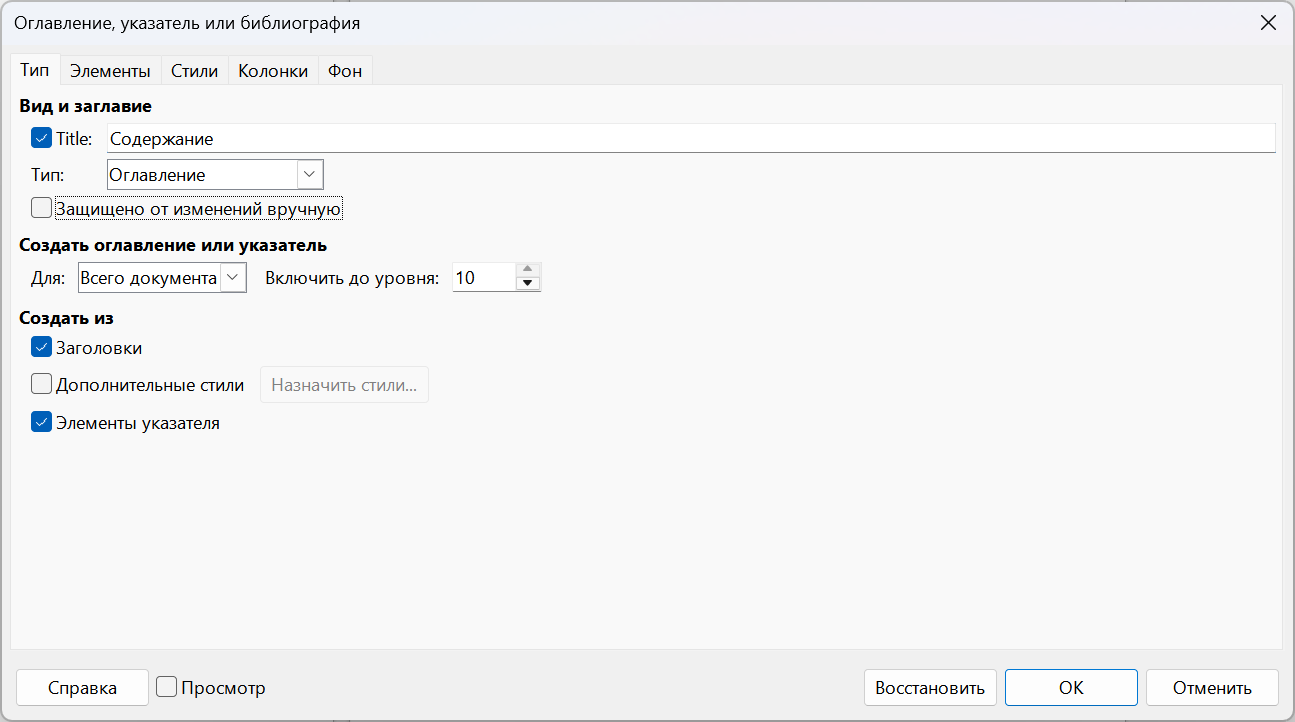 Оглавление, указатель или библиография
Тип Элементы Стили Колонки Фон
Вид и заглавие
Title: Содержание
Тип: Оглавление
Защищено от изменений вручную
Создать оглавление или указатель
Для: Всего документа Включить до уровня: 10
Создать из
Заголовки
Дополнительные стили Назначить стили...
Элементы указателя
Справка Просмотр Восстановить ОК Отменить